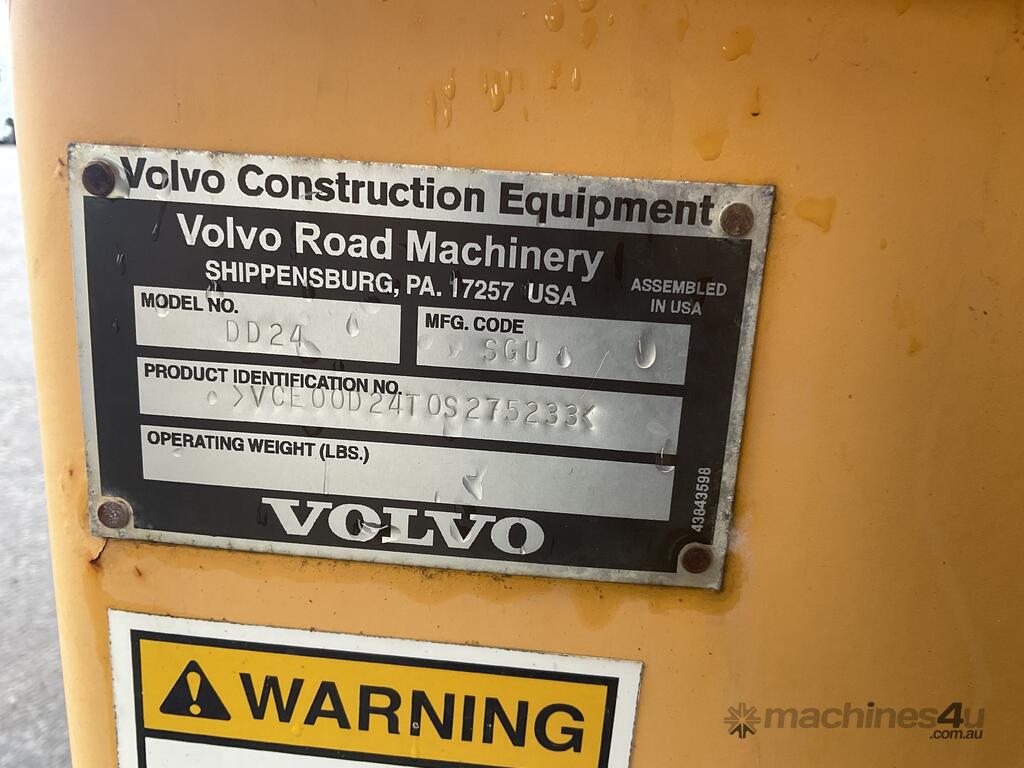 Volvo Construction Equipment
Volvo Road Machinery
SHIPPENSBURG, PA. 17257 USA
ASSEMBLED
IN USA
MODEL NO.
DD24
MFG. CODE
SGU
PRODUCT IDENTIFICATION NO.
>VCE00D24T0S275233<
OPERATING WEIGHT (LBS.)
43843598
VOLVO
WARNING
machines4u
.com.au